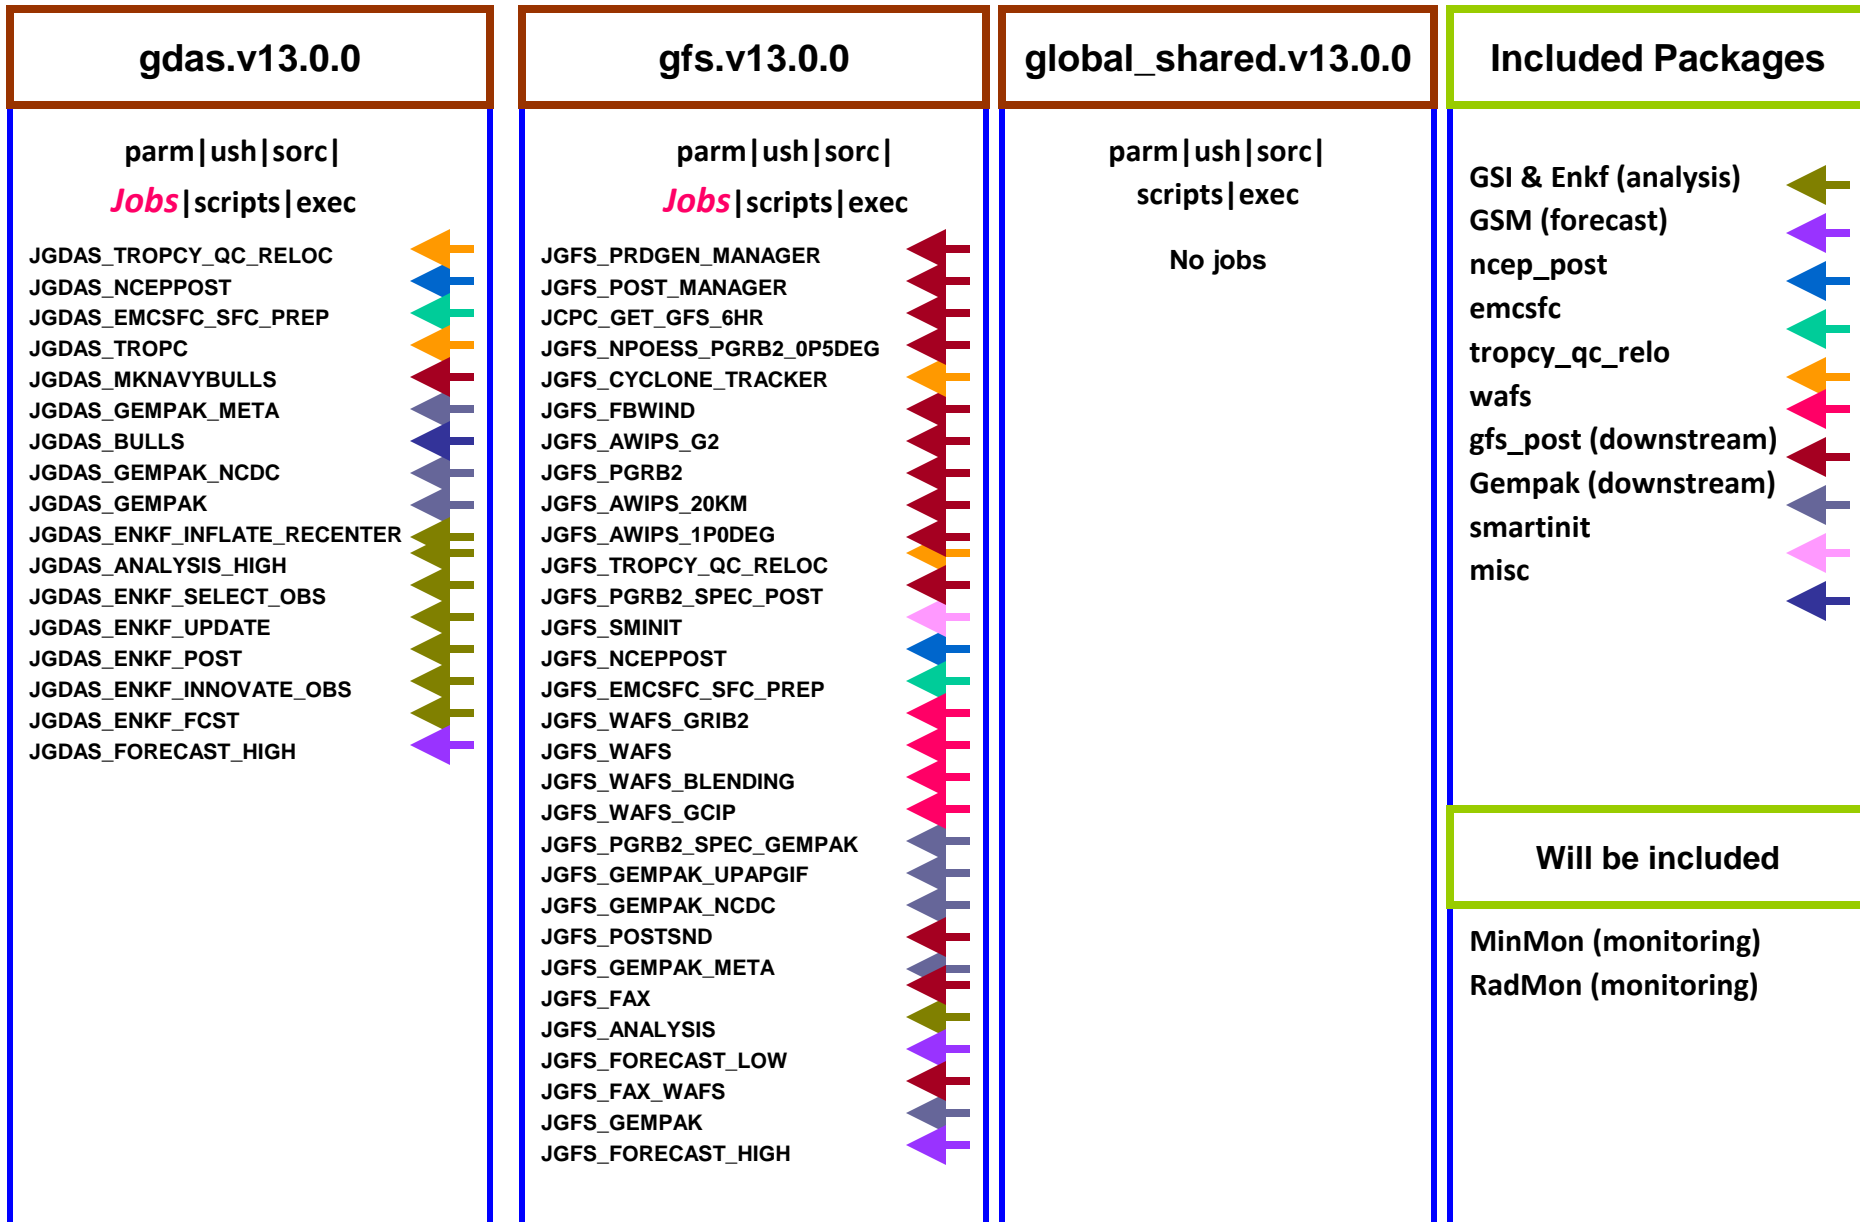 gdas.v13.0.0
parm|ush|sorc|
Jobs|scripts|exec
JGDAS_TROPCY_QC_RELOC
JGDAS_NCEPPOST
JGDAS_EMCSFC_SFC_PREP
JGDAS_TROPC
JGDAS_MKNAVYBULLS
JGDAS_GEMPAK_META
JGDAS_BULLS
JGDAS_GEMPAK_NCDC
JGDAS_GEMPAK
JGDAS_ENKF_INFLATE_RECENTER
JGDAS_ANALYSIS_HIGH
JGDAS_ENKF_SELECT_OBS
JGDAS_ENKF_UPDATE
JGDAS_ENKF_POST
JGDAS_ENKF_INNOVATE_OBS
JGDAS_ENKF_FCST
JGDAS_FORECAST_HIGH
gfs.v13.0.0
parm|ush|sorc|
Jobs|scripts|exec
JGFS_PRDGEN_MANAGER
JGFS_POST_MANAGER
JCPC_GET_GFS_6HR
JGFS_NPOESS_PGRB2_0P5DEG
JGFS_CYCLONE_TRACKER
JGFS_FBWIND
JGFS_AWIPS_G2
JGFS_PGRB2
JGFS_AWIPS_20KM
JGFS_AWIPS_1P0DEG
JGFS_TROPCY_QC_RELOC
JGFS_PGRB2_SPEC_POST
JGFS_SMINIT
JGFS_NCEPPOST
JGFS_EMCSFC_SFC_PREP
JGFS_WAFS_GRIB2
JGFS_WAFS
JGFS_WAFS_BLENDING
JGFS_WAFS_GCIP
JGFS_PGRB2_SPEC_GEMPAK
JGFS_GEMPAK_UPAPGIF
JGFS_GEMPAK_NCDC
JGFS_POSTSND
JGFS_GEMPAK_META
JGFS_FAX
JGFS_ANALYSIS
JGFS_FORECAST_LOW
JGFS_FAX_WAFS
JGFS_GEMPAK
JGFS_FORECAST_HIGH
global_shared.v13.0.0
parm|ush|sorc|
scripts|exec
No jobs
Included Packages
GSI & Enkf (analysis)
GSM (forecast)
ncep_post
emcsfc
tropcy_qc_relo
wafs
gfs_post (downstream)
Gempak (downstream)
smartinit
misc
Will be included
MinMon (monitoring)
RadMon (monitoring)